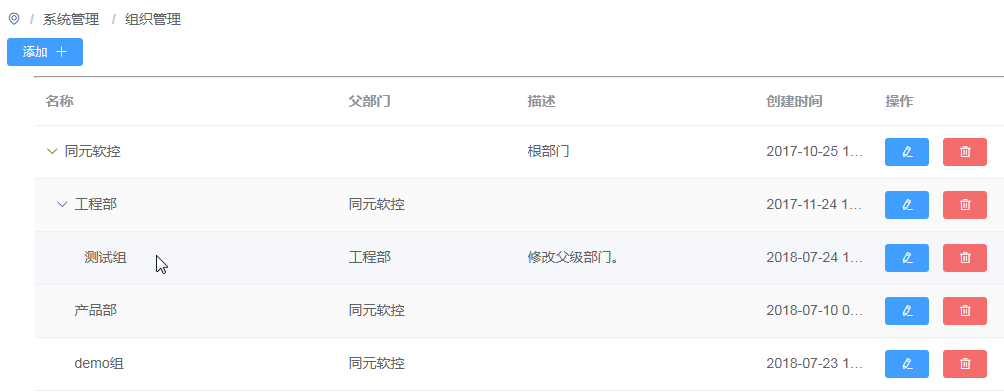 / 系统管理 / 组织管理
添加 +
名称 父部门 描述 创建时间 操作
同元软控 根部门 2017-10-25 1...
工程部 同元软控 2017-11-24 1...
测试组 工程部 修改父级部门。 2018-07-24 1...
产品部 同元软控 2018-07-10 0...
demo组 同元软控 2018-07-23 1...